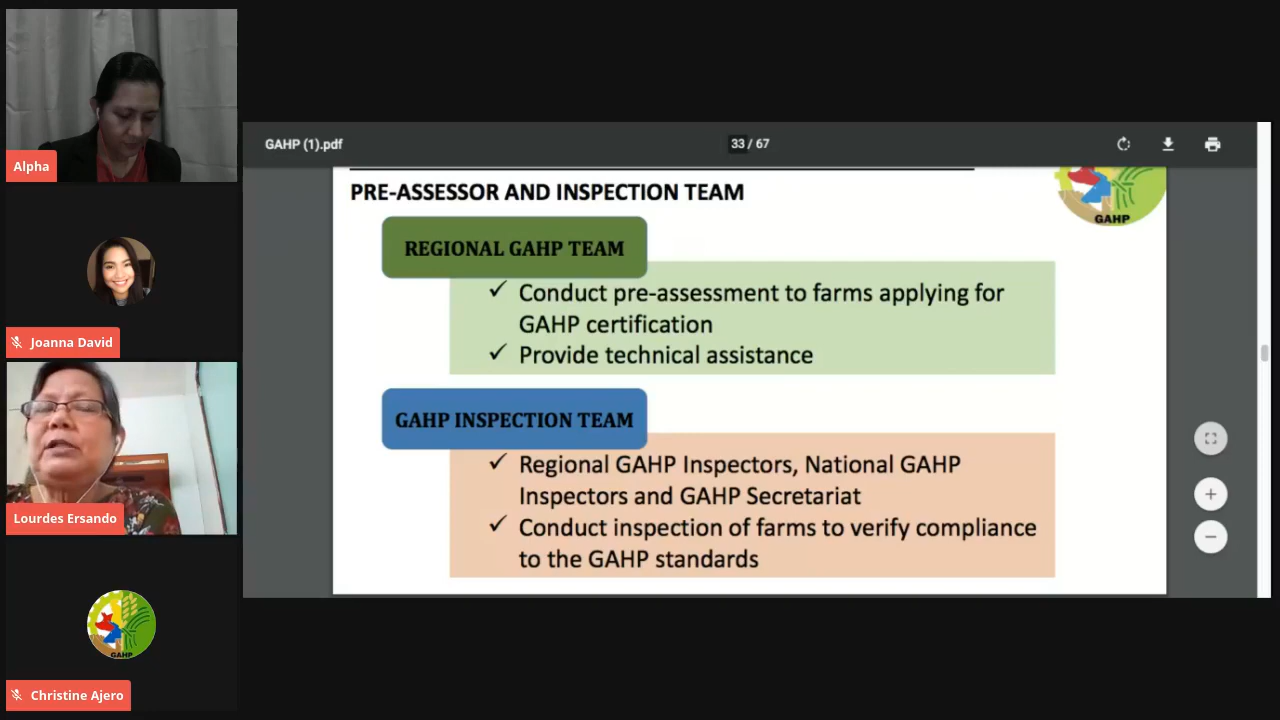 Alpha
Joanna David
Lourdes Ersando
GAHP
Christine Ajero
GAHP (1).pdf
33 / 67
GAHP
PRE-ASSESSOR AND INSPECTION TEAM
REGIONAL GAHP TEAM
✓ Conduct pre-assessment to farms applying for
GAHP certification
✓ Provide technical assistance
GAHP INSPECTION TEAM
✓ Regional GAHP Inspectors, National GAHP
Inspectors and GAHP Secretariat
✓ Conduct inspection of farms to verify compliance
to the GAHP standards